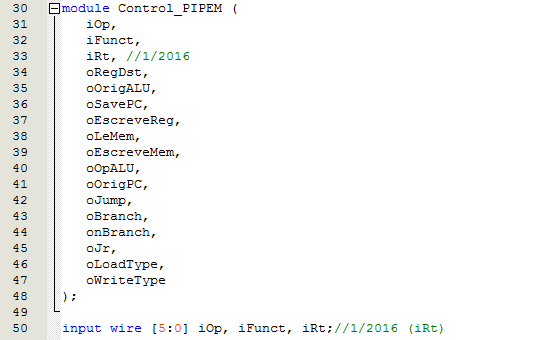 30 module Control_PIPEM (
31 iOp,
32 iFunct,
33 iRt, //1/2016
34 oRegDst,
35 oOrigALU,
36 oSavePC,
37 oEscreveReg,
38 oLeMem,
39 oEscreveMem,
40 oOpALU,
41 oOrigPC,
42 oJump,
43 oBranch,
44 onBranch,
45 oJr,
46 oLoadType,
47 oWriteType
48 );
49
50 input wire [5:0] iOp, iFunct, iRt;//1/2016 (iRt)